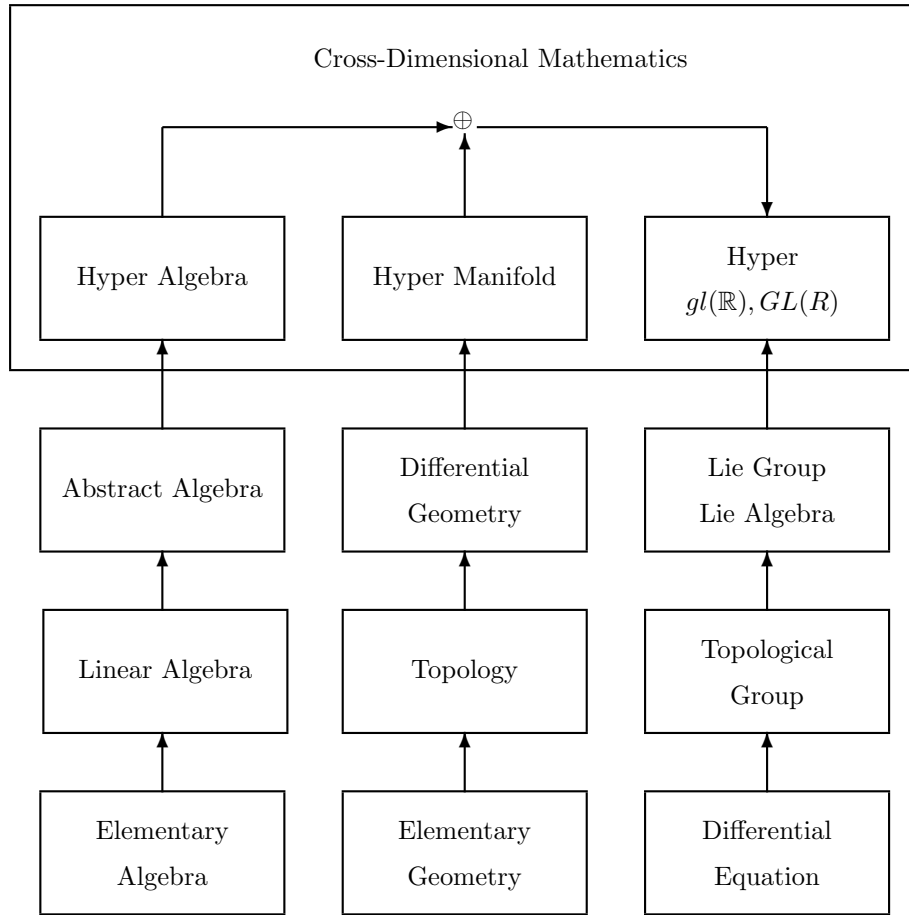 Cross-Dimensional Mathematics
⊕
Hyper Algebra
Hyper Manifold
Hyper
gl(ℝ), GL(R)
Abstract Algebra
Differential
Geometry
Lie Group
Lie Algebra
Linear Algebra
Topology
Topological
Group
Elementary
Algebra
Elementary
Geometry
Differential
Equation